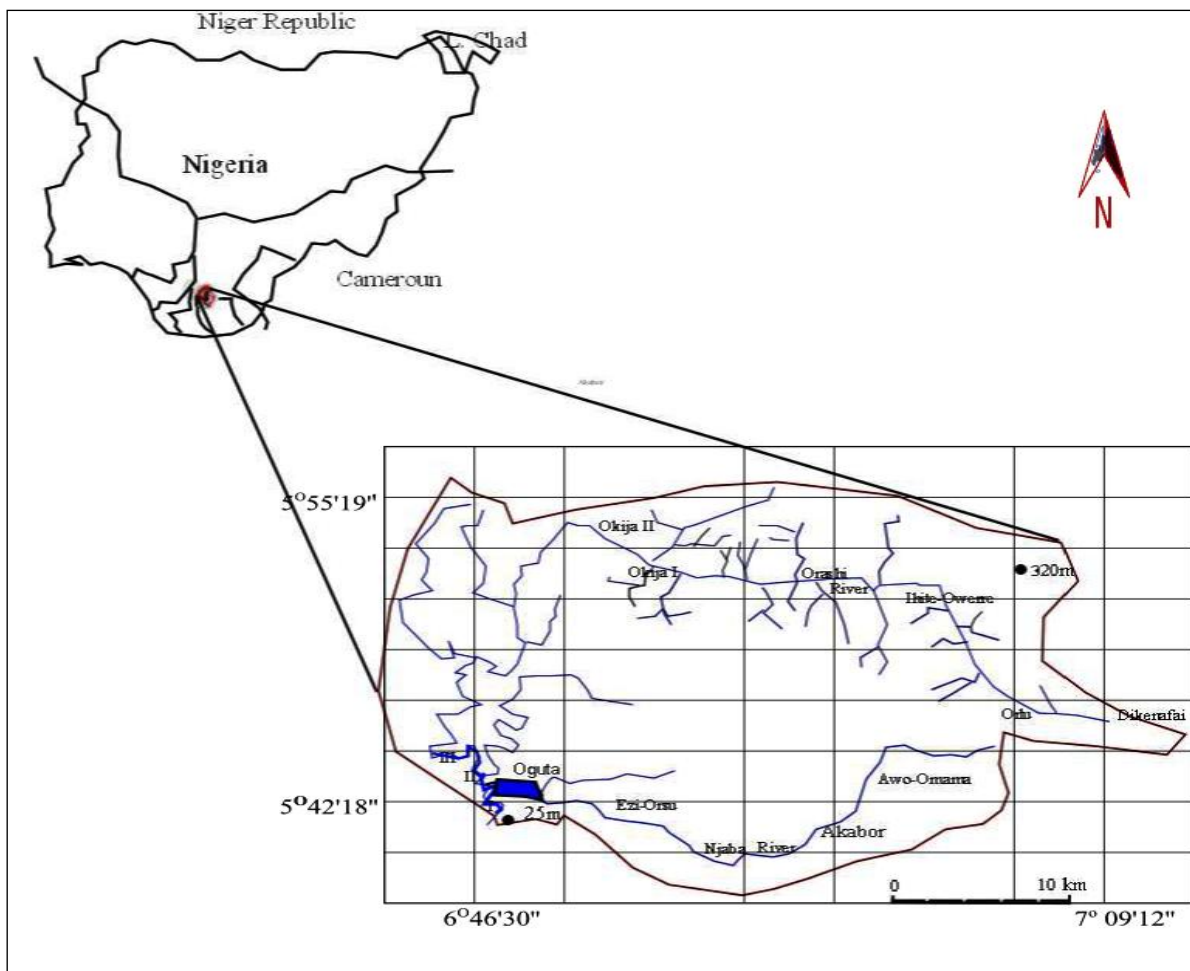 Niger Republic
L. Chad
Nigeria
Cameroun
N
5°55'19"
Okija II
Okija I
Orashi
River
320m
Orlu
Dikenafai
III
II
Oguta
Awo-Omama
5°42'18"
25m
Ezi-Orsu
Njaba River
Akabor
0
10 km
6°46'30"
7° 09'12"